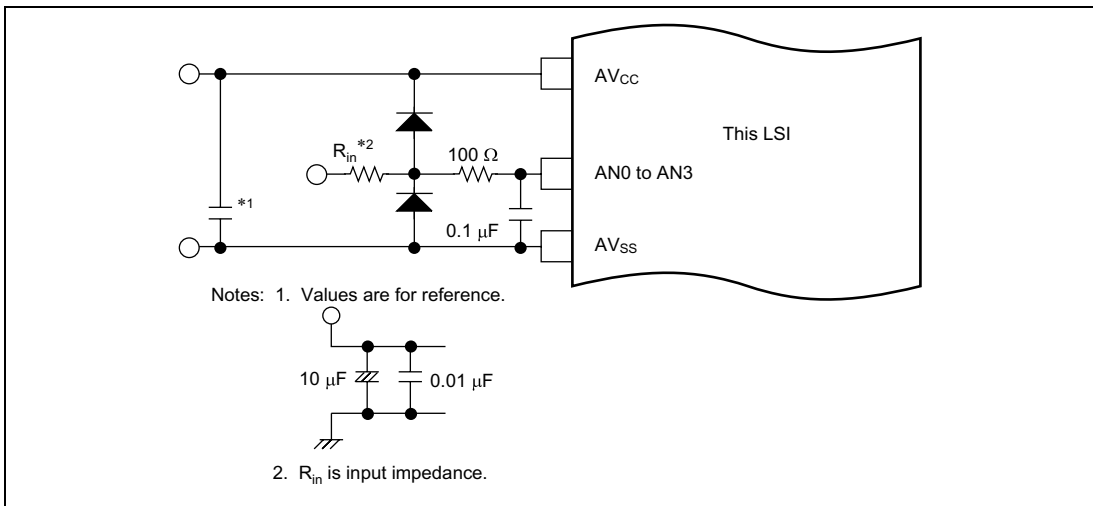 AVCC
This LSI
Rin*2
100 Ω
AN0 to AN3
*1
0.1 μF
AVSS
Notes: 1. Values are for reference.
10 μF
0.01 μF
2. Rin is input impedance.